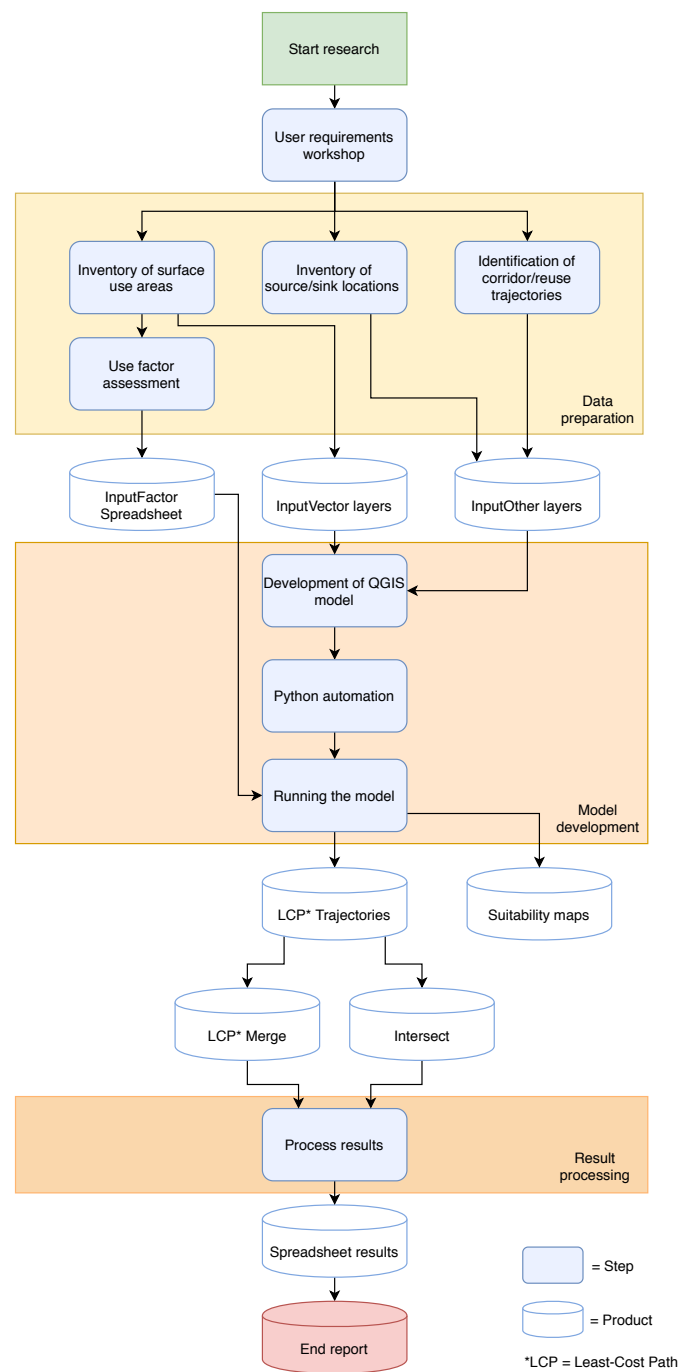 Start research
User requirements
workshop
Inventory of surface
use areas
Inventory of
source/sink locations
Identification of
corridor/reuse
trajectories
Use factor
assessment
Data
preparation
InputFactor
Spreadsheet
InputVector layers
InputOther layers
Development of QGIS
model
Python automation
Running the model
Model
development
LCP* Trajectories
Suitability maps
LCP* Merge
Intersect
Process results
Result
processing
Spreadsheet results
= Step
= Product
End report
*LCP = Least-Cost Path